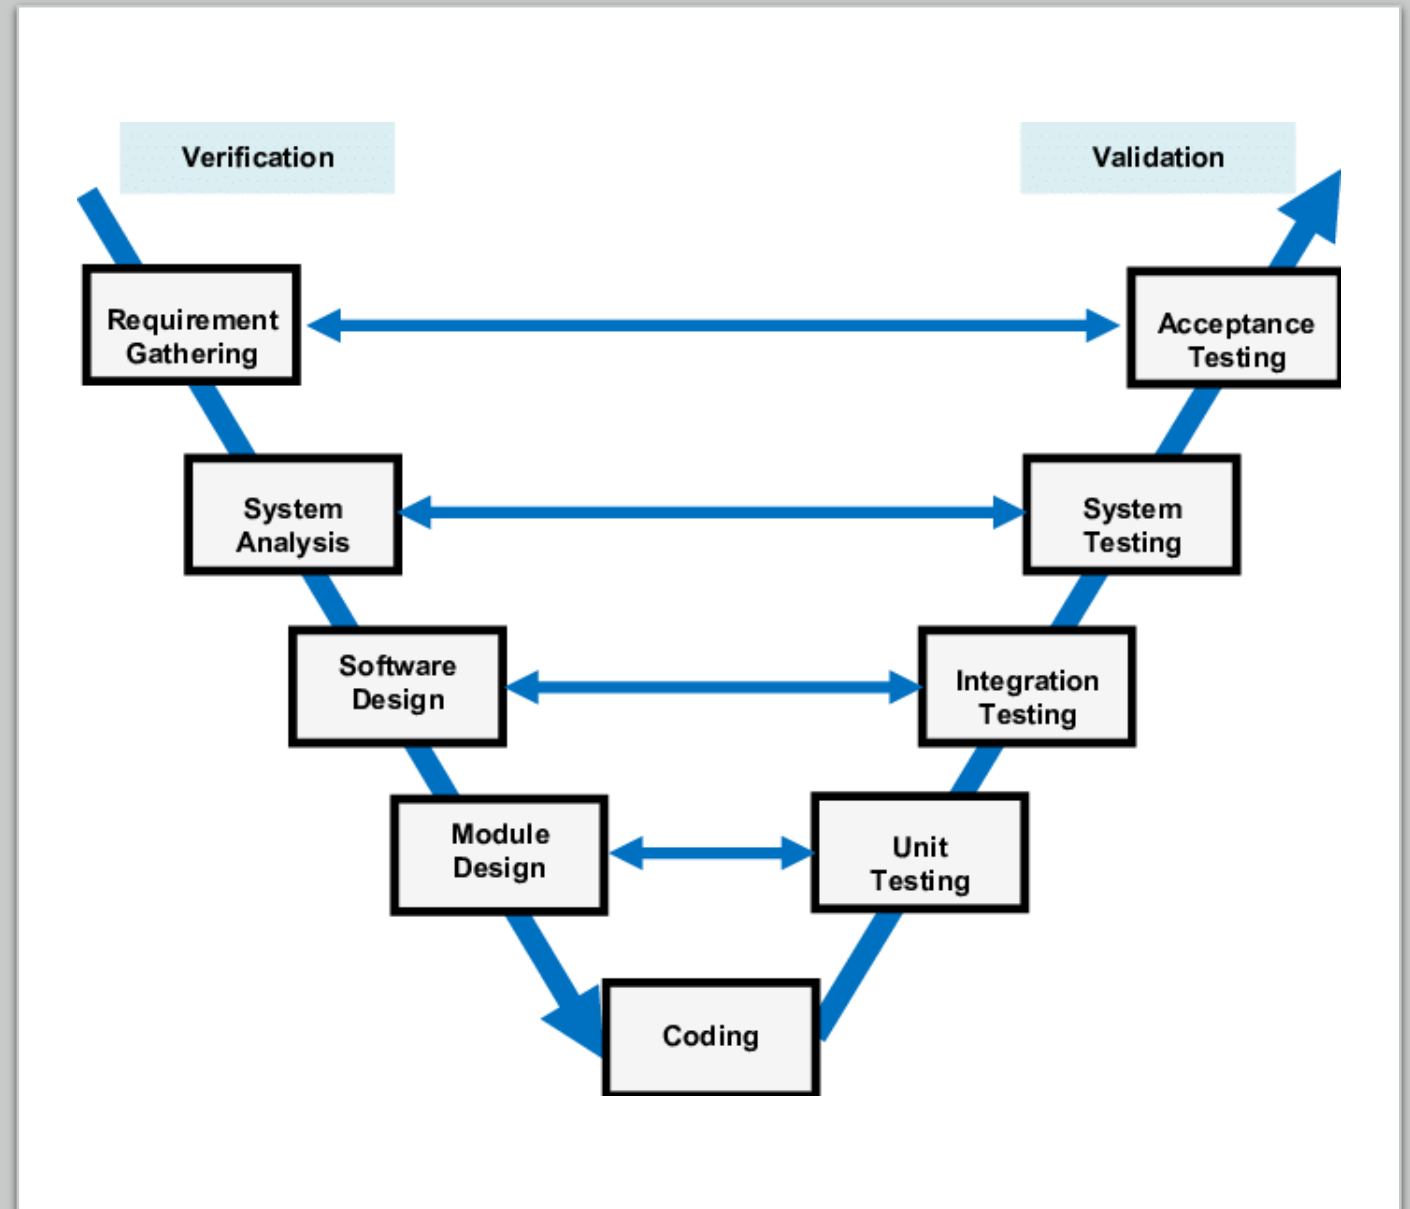 Verification
Validation
Requirement
Gathering
Acceptance
Testing
System
Analysis
System
Testing
Software
Design
Integration
Testing
Module
Design
Unit
Testing
Coding